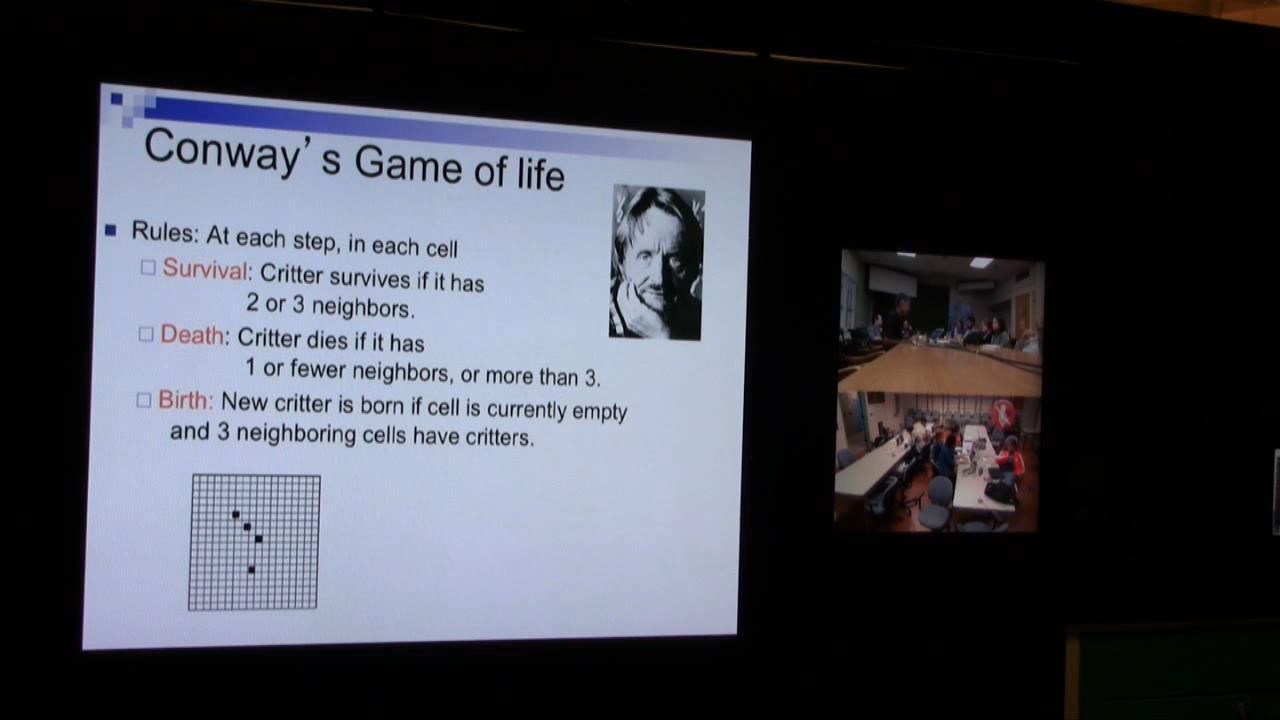 Conway's Game of life
Rules: At each step, in each cell
Survival: Critter survives if it has
2 or 3 neighbors.
Death: Critter dies if it has
1 or fewer neighbors, or more than 3.
Birth: New critter is born if cell is currently empty
and 3 neighboring cells have critters.